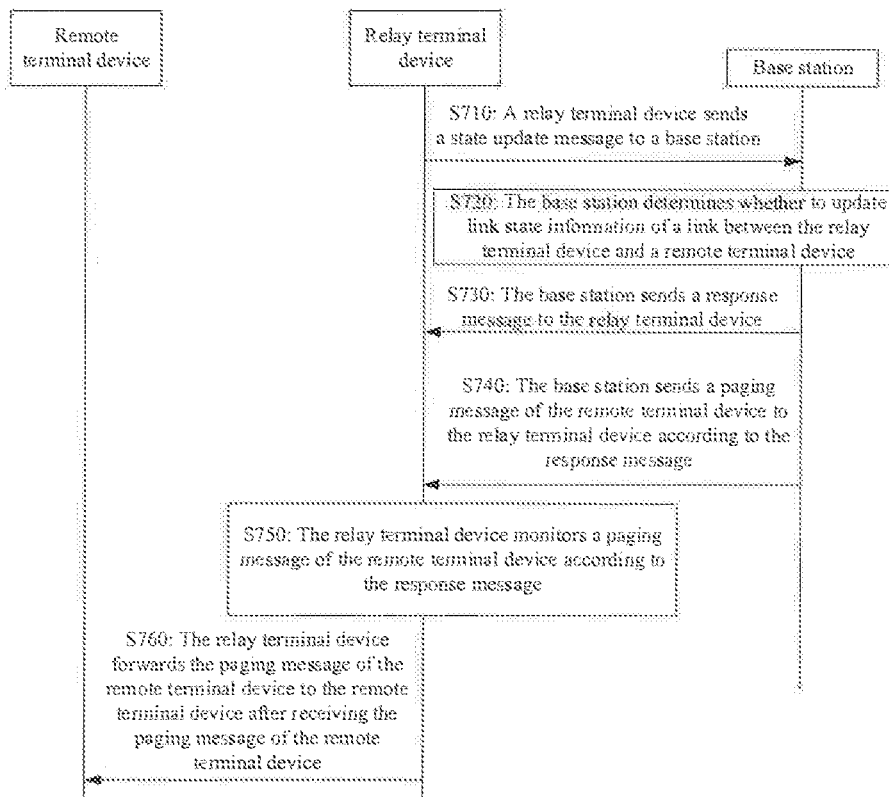 Remote
terminal device
Relay terminal
device
Base station
S710: A relay terminal device sends
a state update message to a base station
S720: The base station determines whether to update
link state information of a link between the relay
terminal device and a remote terminal device
S730: The base station sends a response
message to the relay terminal device
S740: The base station sends a paging
message of the remote terminal device to
the relay terminal device according to the
response message
S750: The relay terminal device monitors a paging
message of the remote terminal device according to
the response message
S760: The relay terminal device
forwards the paging message of the
remote terminal device to the remote
terminal device after receiving the
paging message of the remote
terminal device